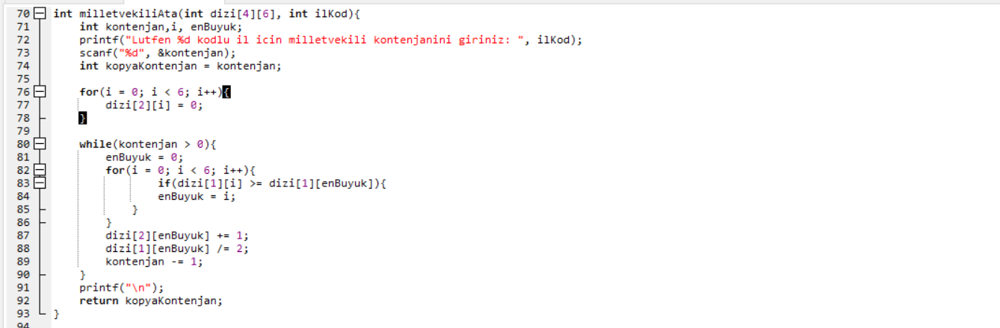 70 int milletvekiliAta(int dizi[4][6], int ilKod){
71 int kontenjan,i, enBuyuk;
72 printf("Lutfen %d kodlu il icin milletvekili kontenjanini giriniz: ", ilKod);
73 scanf("%d", &kontenjan);
74 int kopyaKontenjan = kontenjan;
75
76 for(i = 0; i < 6; i++){
77 dizi[2][i] = 0;
78 }
79
80 while(kontenjan > 0){
81 enBuyuk = 0;
82 for(i = 0; i < 6; i++){
83 if(dizi[1][i] >= dizi[1][enBuyuk]){
84 enBuyuk = i;
85 }
86 }
87 dizi[2][enBuyuk] += 1;
88 dizi[1][enBuyuk] /= 2;
89 kontenjan -= 1;
90 }
91 printf("\n");
92 return kopyaKontenjan;
93 }
94